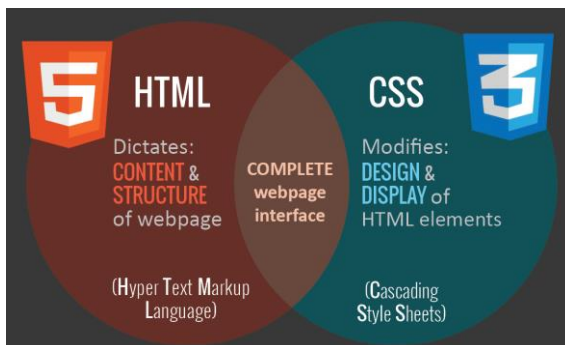 5
HTML
Dictates:
CONTENT &
STRUCTURE
of webpage
(Hyper Text Markup
Language)
COMPLETE
webpage
interface
CSS
3
Modifies:
DESIGN &
DISPLAY of
HTML elements
(Cascading
Style Sheets)